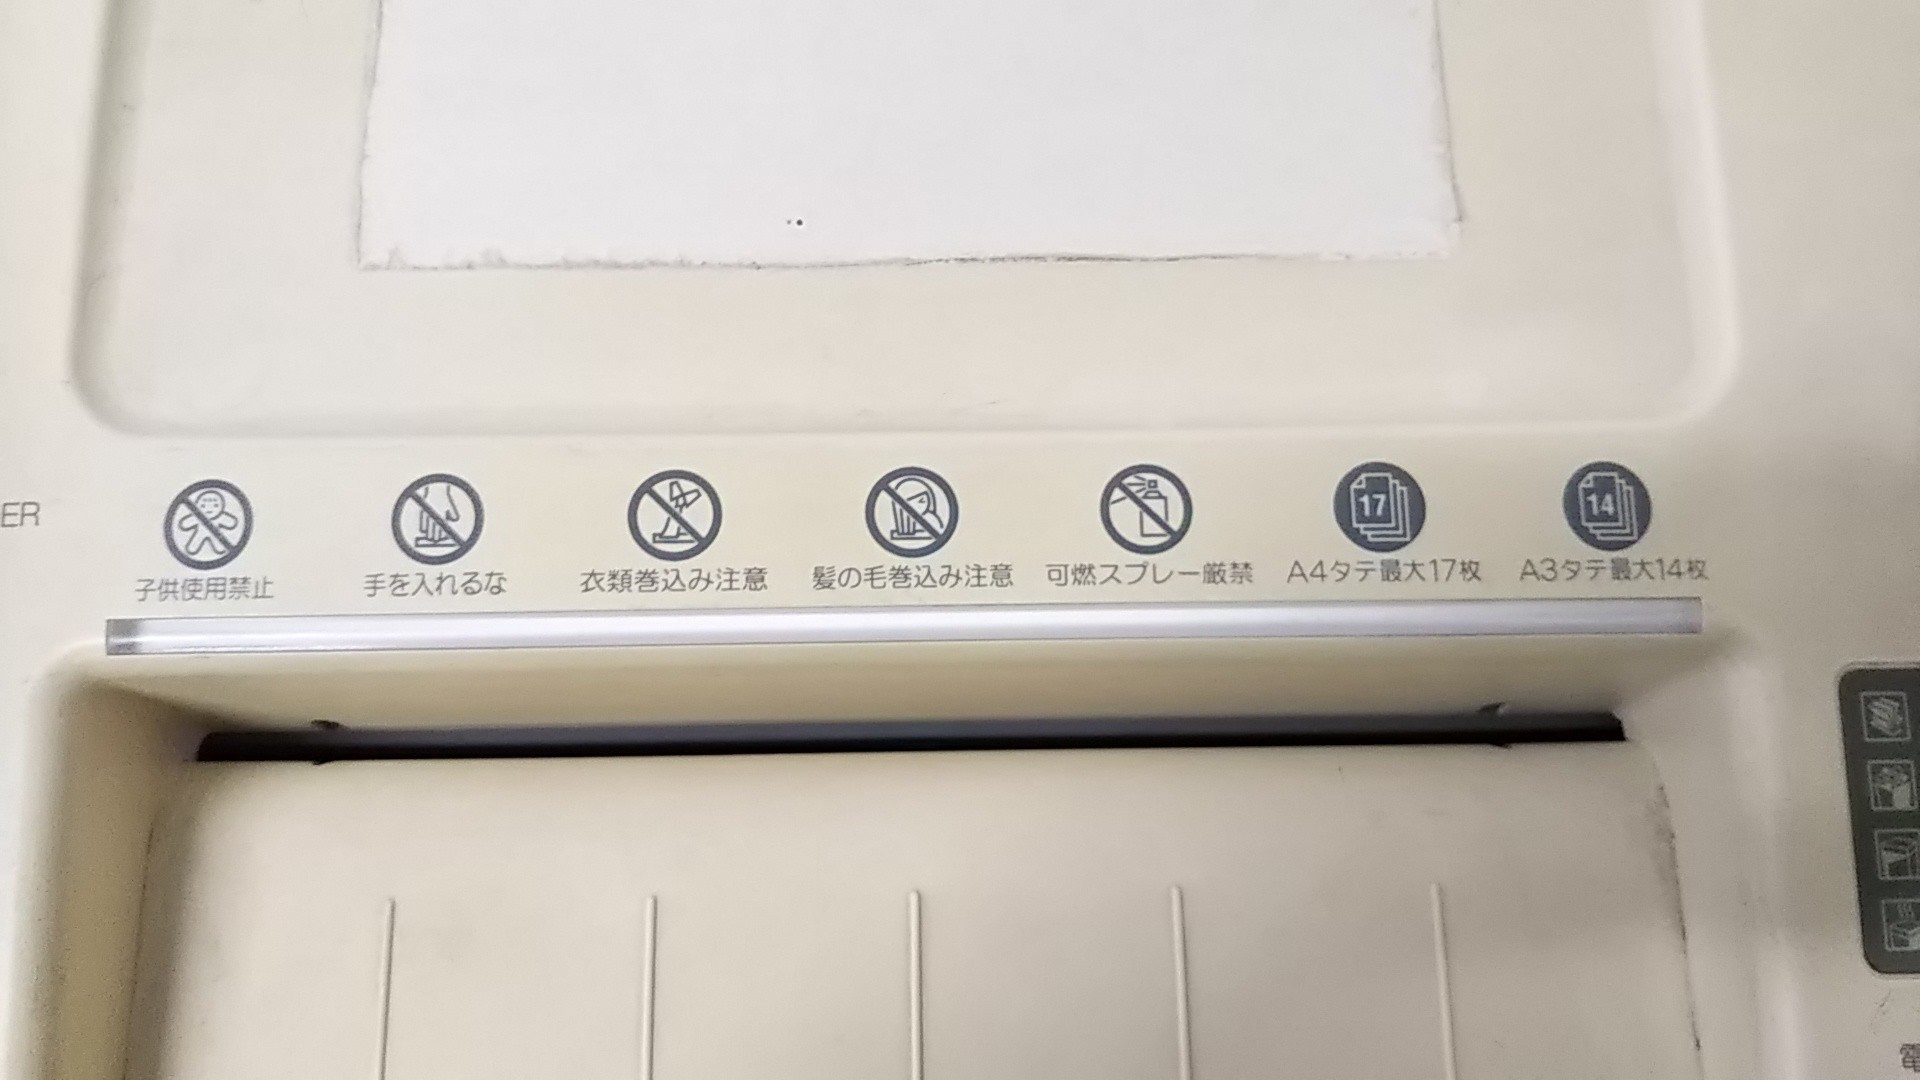 ER
子供使用禁止
手を入れるな
衣類巻込み注意
髪の毛巻込み注意
可燃スプレー厳禁
17
A4タテ最大17枚
14
A3タテ最大14枚
電